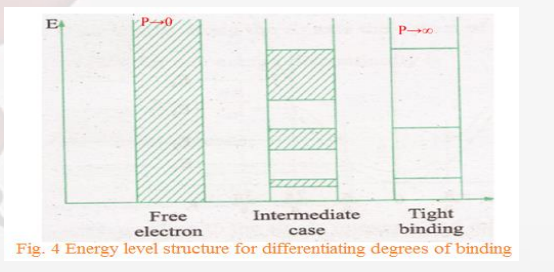 E
P→0
P→∞
Free
electron
Intermediate
case
Tight
binding
Fig. 4 Energy level structure for differentiating degrees of binding